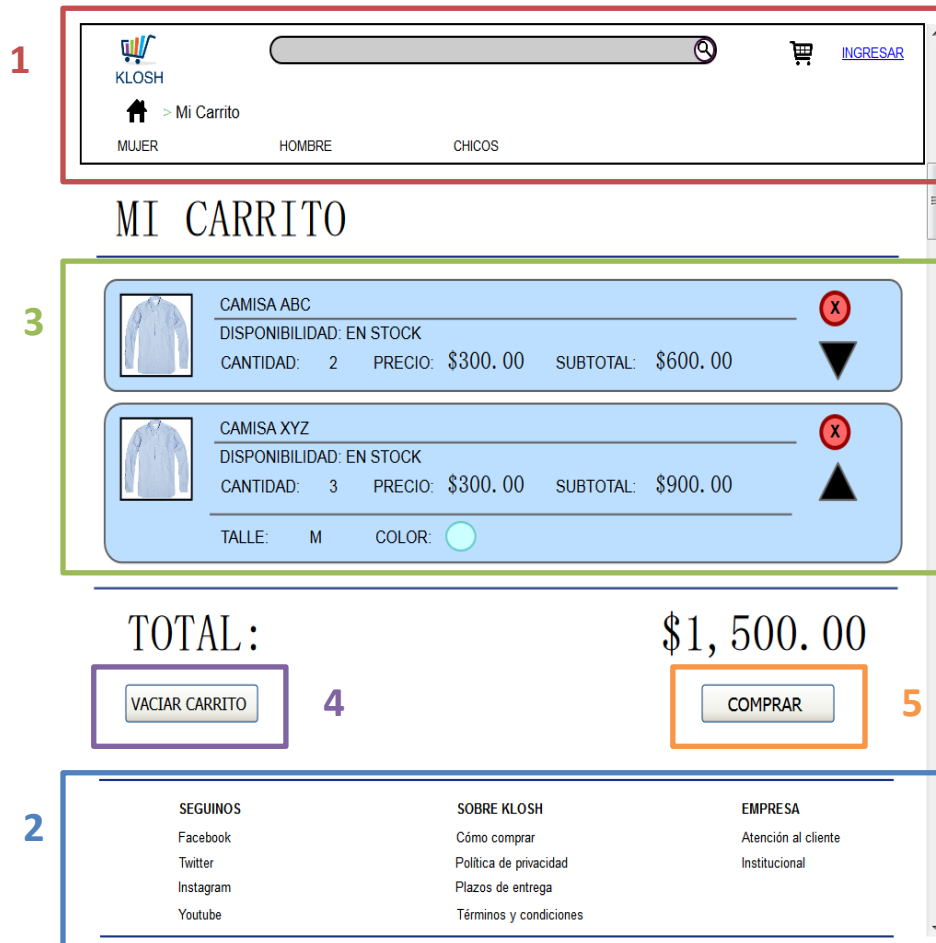 1
KLOSH
INGRESAR
> Mi Carrito
MUJER HOMBRE CHICOS
MI CARRITO
3
CAMISA ABC
X
DISPONIBILIDAD: EN STOCK
CANTIDAD: 2 PRECIO: $300.00 SUBTOTAL: $600.00
CAMISA XYZ
X
DISPONIBILIDAD: EN STOCK
CANTIDAD: 3 PRECIO: $300.00 SUBTOTAL: $900.00
TALLE: M COLOR:
TOTAL: $1,500.00
VACIAR CARRITO 4 COMPRAR 5
2
SEGUINOS SOBRE KLOSH EMPRESA
Facebook Cómo comprar Atención al cliente
Twitter Política de privacidad Institucional
Instagram Plazos de entrega
Youtube Términos y condiciones